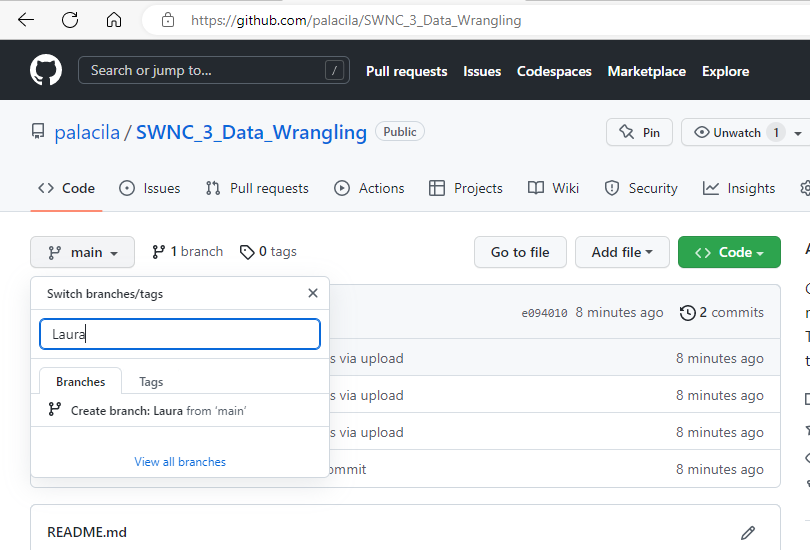 https://github.com/palacila/SWNC_3_Data_Wrangling
Search or jump to... / Pull requests Issues Codespaces Marketplace Explore
palacila / SWNC_3_Data_Wrangling Public Pin Unwatch 1
Code Issues Pull requests Actions Projects Wiki Security Insights
main 1 branch 0 tags Go to file Add file Code
Switch branches/tags
e094010 8 minutes ago 2 commits
Laura
s via upload 8 minutes ago
Branches Tags
s via upload 8 minutes ago
Create branch: Laura from 'main'
s via upload 8 minutes ago
View all branches
ommit 8 minutes ago
README.md